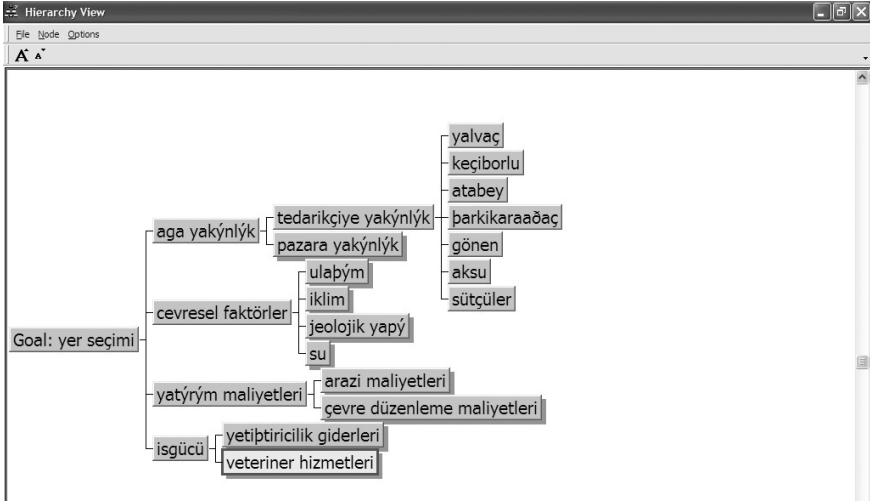 Hierarchy View
File Node Options
A A
yalvaç
keçiborlu
atabey
þarkikaraaðaç
gönen
aksu
sütçüler
tedarikçiye yakýnlýk
pazara yakýnlýk
aga yakýnlýk
ulaþým
iklim
jeolojik yapý
su
cevresel faktörler
Goal: yer seçimi
arazi maliyetleri
çevre düzenleme maliyetleri
yatýrým maliyetleri
yetiþtiricilik giderleri
veteriner hizmetleri
isgücü